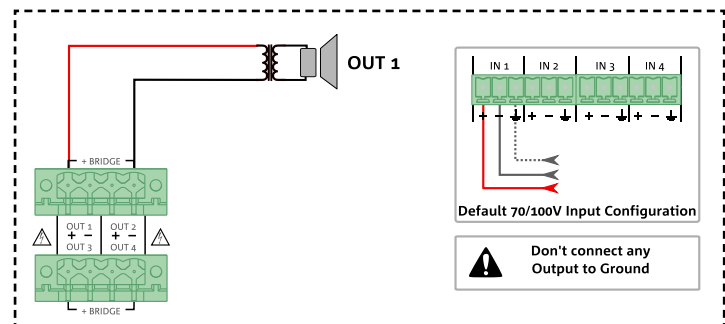 OUT 1
IN 1 IN 2 IN 3 IN 4
+ - + - + - + -
Default 70/100V Input Configuration
Don't connect any
Output to Ground
+ BRIDGE -
OUT 1 OUT 2
+ - + -
OUT 3 OUT 4
+ BRIDGE -